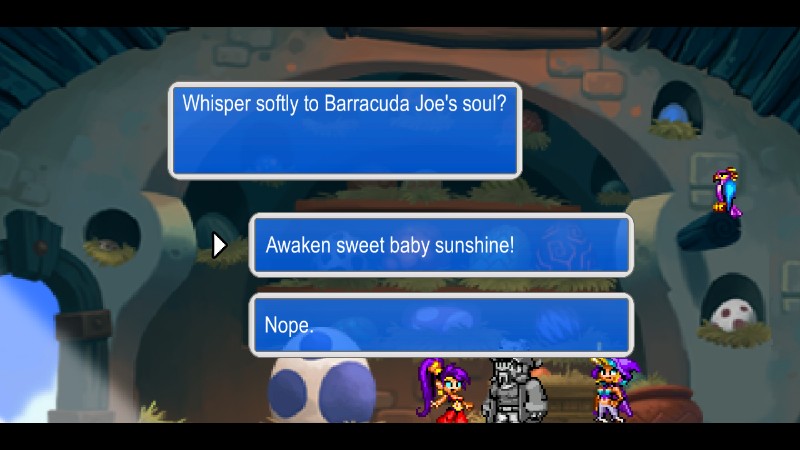 Whisper softly to Barracuda Joe's soul?
Awaken sweet baby sunshine!
Nope.